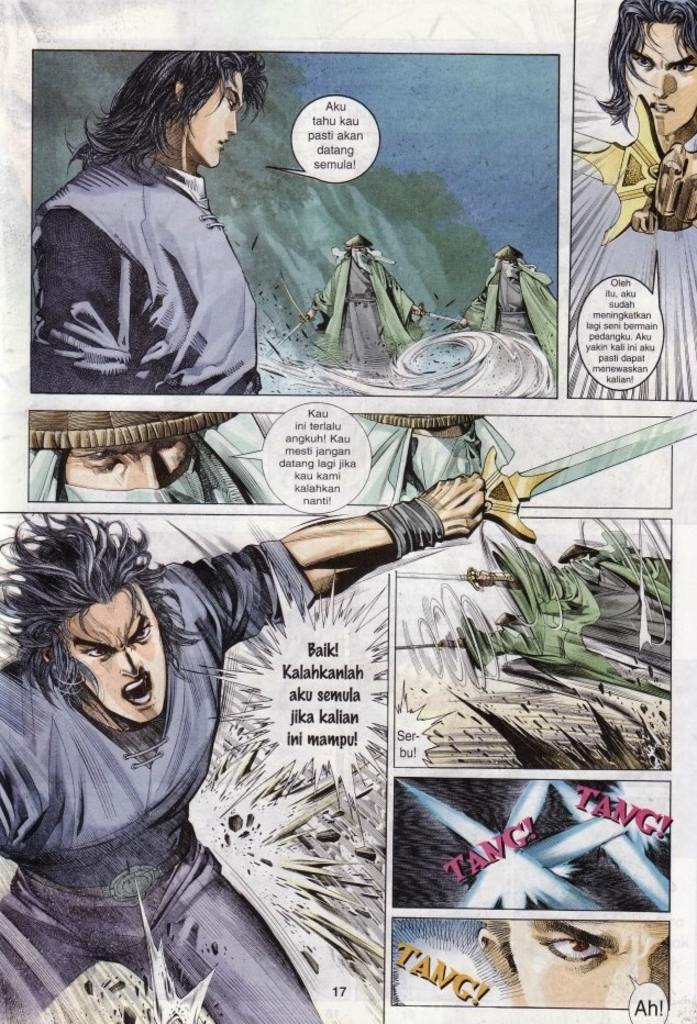 Aku
tahu kau
pasti akan
datang
semula!
Oleh
itu, aku
sudah
meningkatkan
lagi seni bermain
pedangku. Aku
yakin kali ini aku
pasti dapat
menewaskan
kalian!
Kau
ini terlalu
angkuh! Kau
mesti jangan
datang lagi jika
kau kami
kalahkan
nanti!
Baik!
Kalahkanlah
aku semula
jika kalian
ini mampu!
Ser-
bu!
TANG!
TANG!
TANG!
Ah!
17